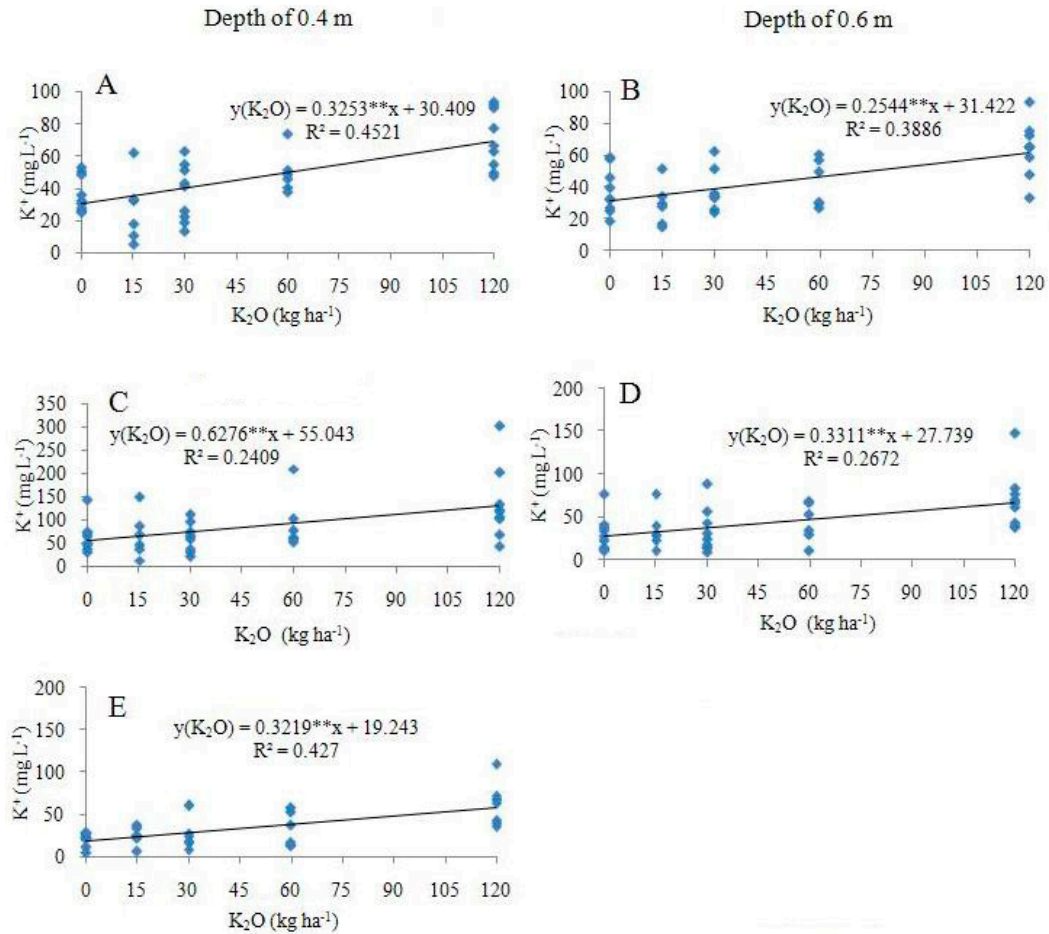 Depth of 0.4 m
Depth of 0.6 m
A
y(K₂O) = 0.3253**x + 30.409
R² = 0.4521
K⁺ (mg L⁻¹)
100
80
60
40
20
0
0 15 30 45 60 75 90 105 120
K₂O (kg ha⁻¹)
B
y(K₂O) = 0.2544**x + 31.422
R² = 0.3886
K⁺ (mg L⁻¹)
100
80
60
40
20
0
0 15 30 45 60 75 90 105 120
K₂O (kg ha⁻¹)
C
y(K₂O) = 0.6276**x + 55.043
R² = 0.2409
K⁺ (mg L⁻¹)
350
300
250
200
150
100
50
0
0 15 30 45 60 75 90 105 120
K₂O (kg ha⁻¹)
D
y(K₂O) = 0.3311**x + 27.739
R² = 0.2672
K⁺ (mg L⁻¹)
200
150
100
50
0
0 15 30 45 60 75 90 105 120
K₂O (kg ha⁻¹)
E
y(K₂O) = 0.3219**x + 19.243
R² = 0.427
K⁺ (mg L⁻¹)
200
150
100
50
0
0 15 30 45 60 75 90 105 120
K₂O (kg ha⁻¹)